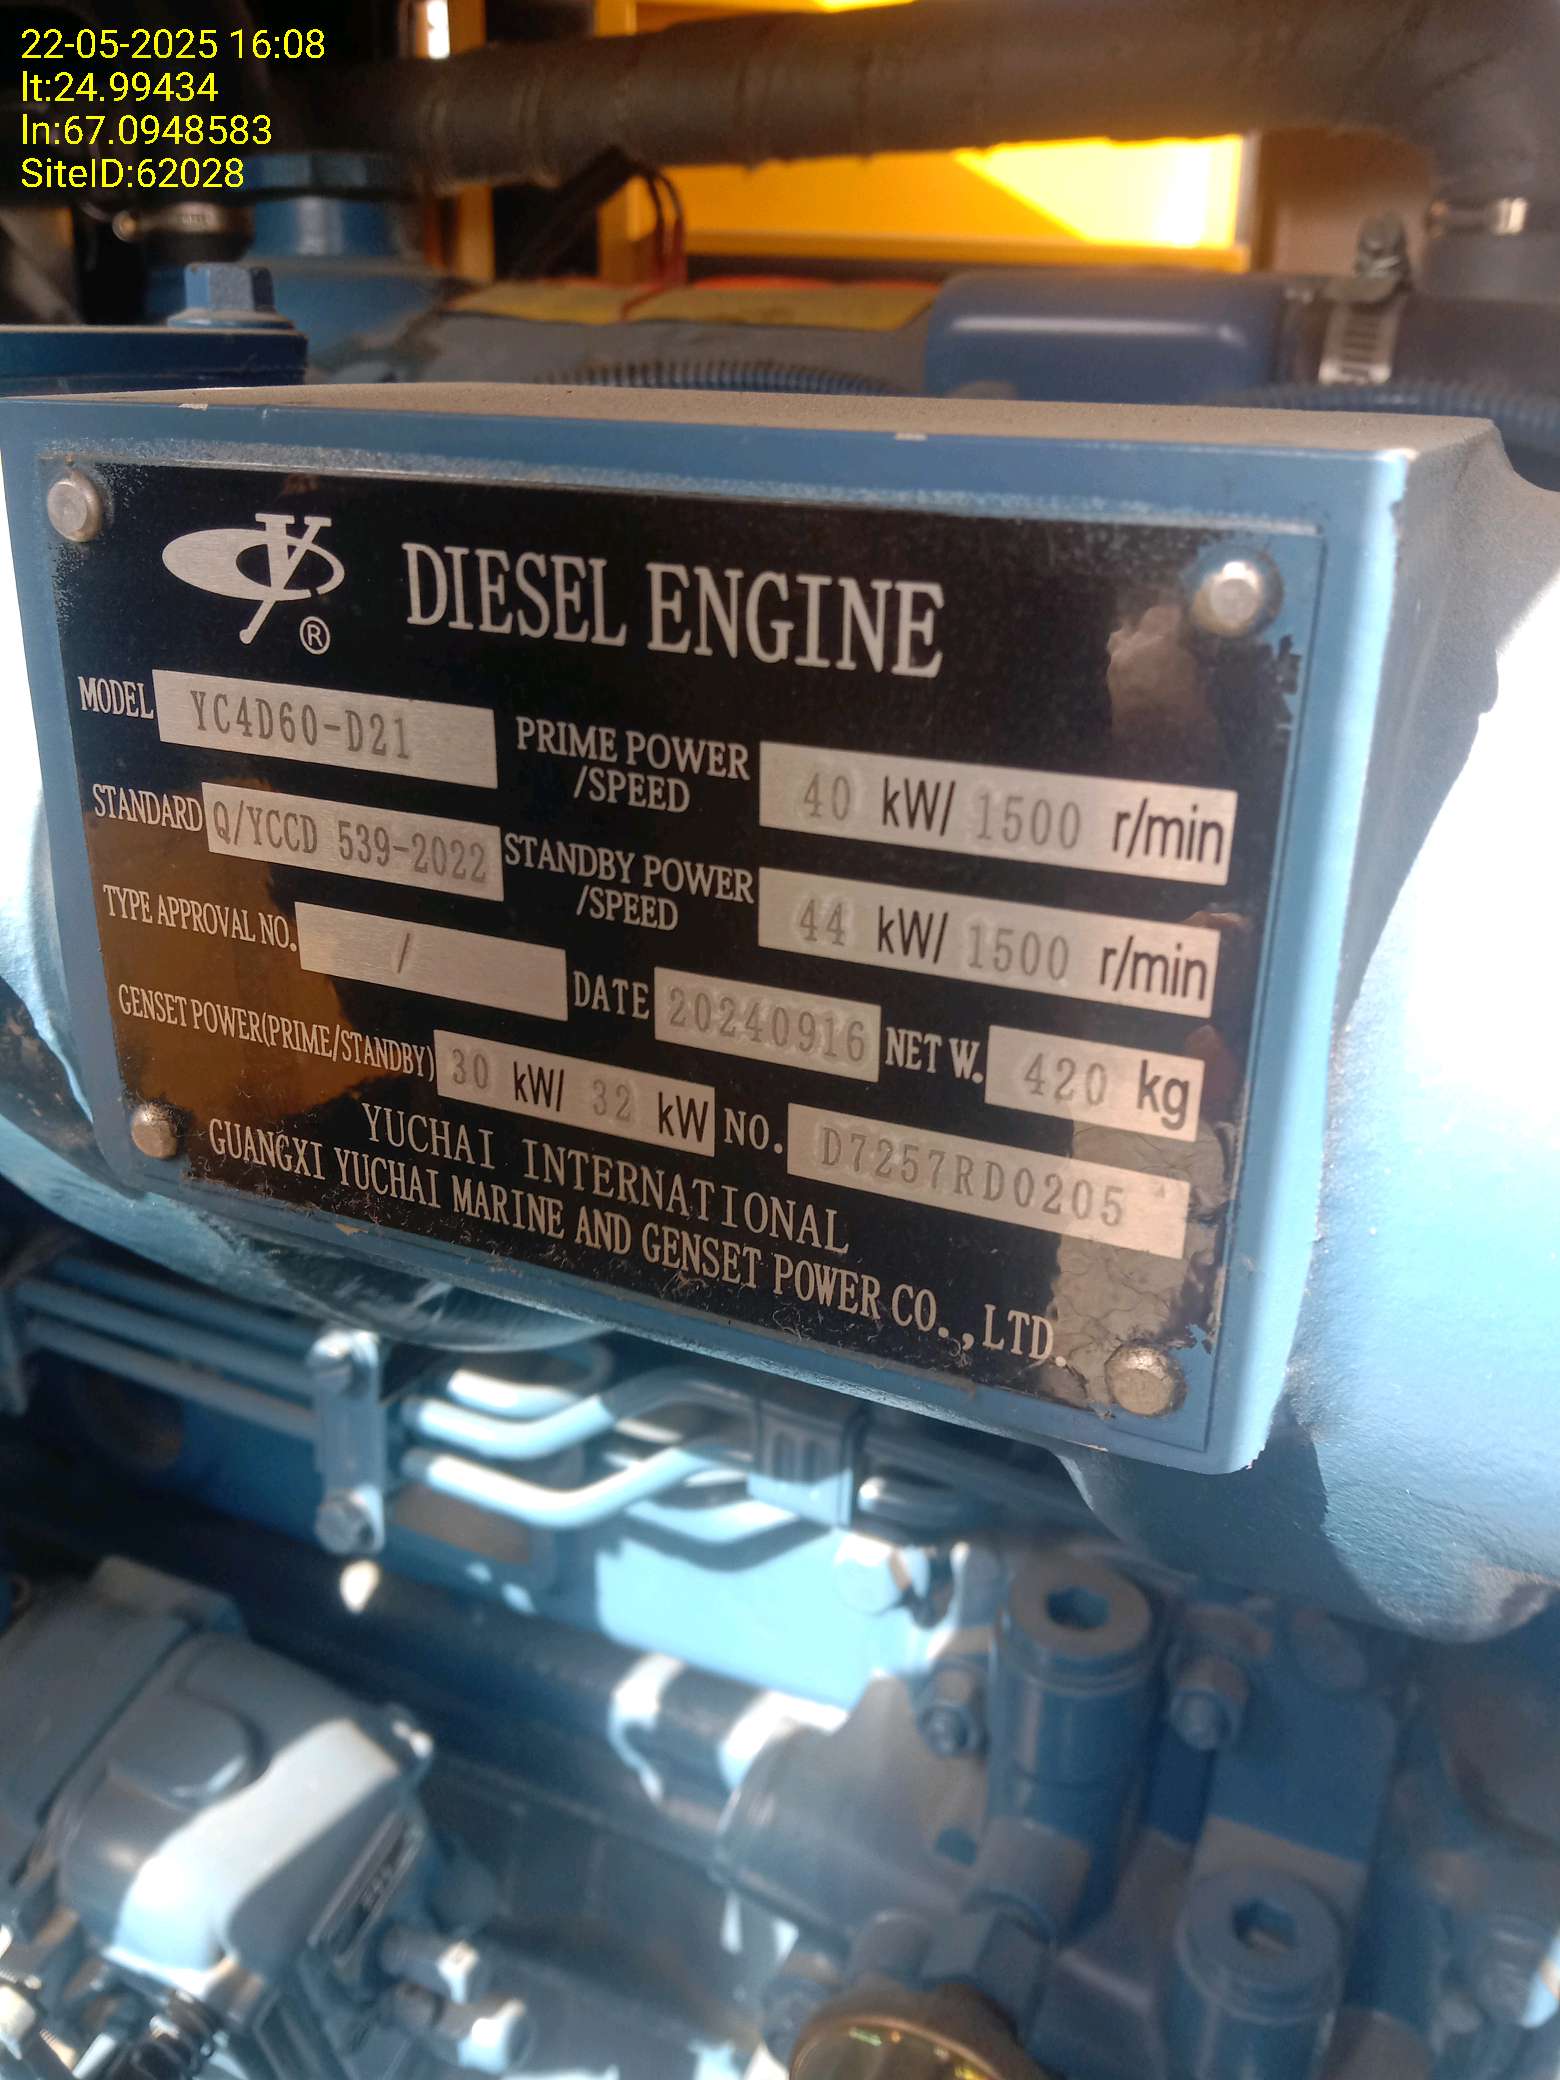 22-05-2025 16:08
lt:24.99434
ln:67.0948583
SiteID:62028
DIESEL ENGINE
®
MODEL YC4D60-D21
PRIME POWER /SPEED 40 kW/ 1500 r/min
STANDARD Q/YCCD 539-2022
STANDBY POWER /SPEED 44 kW/ 1500 r/min
TYPE APPROVAL NO. /
DATE 20240916 NET W. 420 kg
GENSET POWER(PRIME/STANDBY) 30 kW/ 32 kW NO. D7257RD0205
YUCHAI INTERNATIONAL
GUANGXI YUCHAI MARINE AND GENSET POWER CO.,LTD.